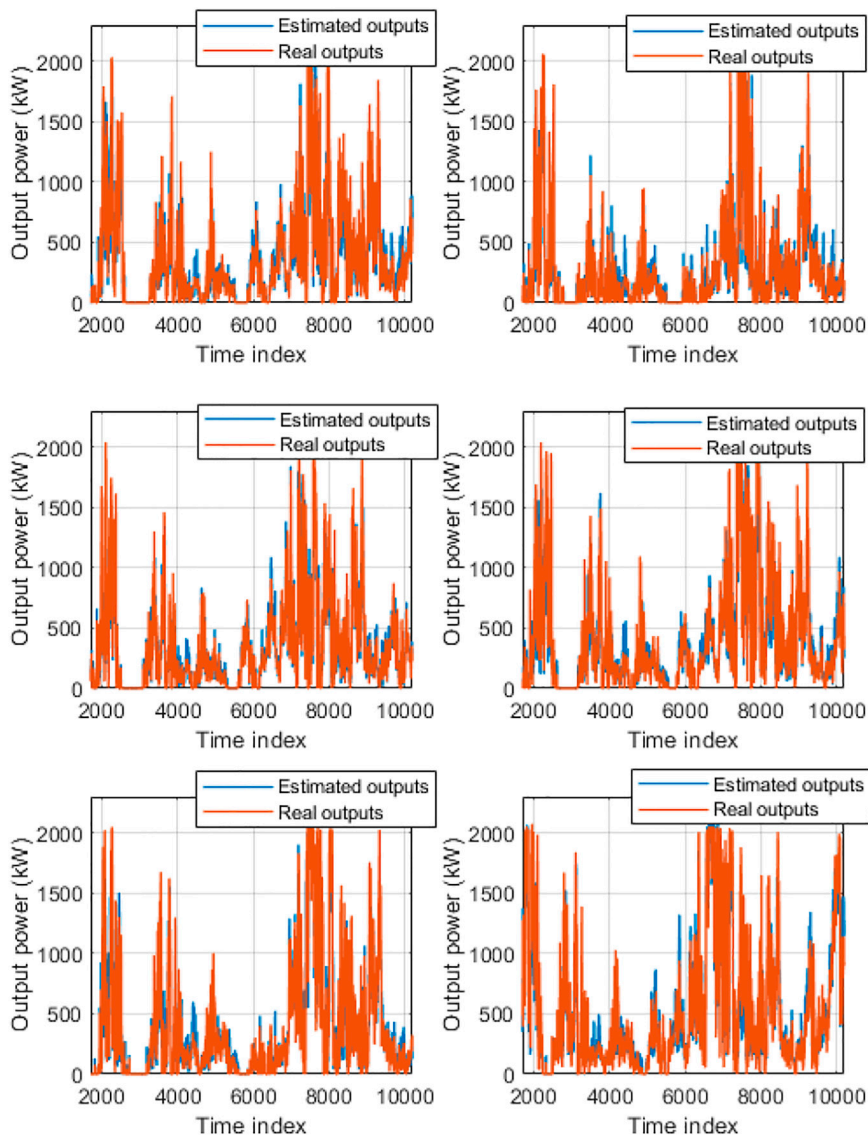 Estimated outputs
Real outputs
Output power (kW)
2000
1500
1000
500
0
2000 4000 6000 8000 10000
Time index
Estimated outputs
Real outputs
Output power (kW)
2000
1500
1000
500
0
2000 4000 6000 8000 10000
Time index
Estimated outputs
Real outputs
Output power (kW)
2000
1500
1000
500
0
2000 4000 6000 8000 10000
Time index
Estimated outputs
Real outputs
Output power (kW)
2000
1500
1000
500
0
2000 4000 6000 8000 10000
Time index
Estimated outputs
Real outputs
Output power (kW)
2000
1500
1000
500
0
2000 4000 6000 8000 10000
Time index
Estimated outputs
Real outputs
Output power (kW)
2000
1500
1000
500
0
2000 4000 6000 8000 10000
Time index